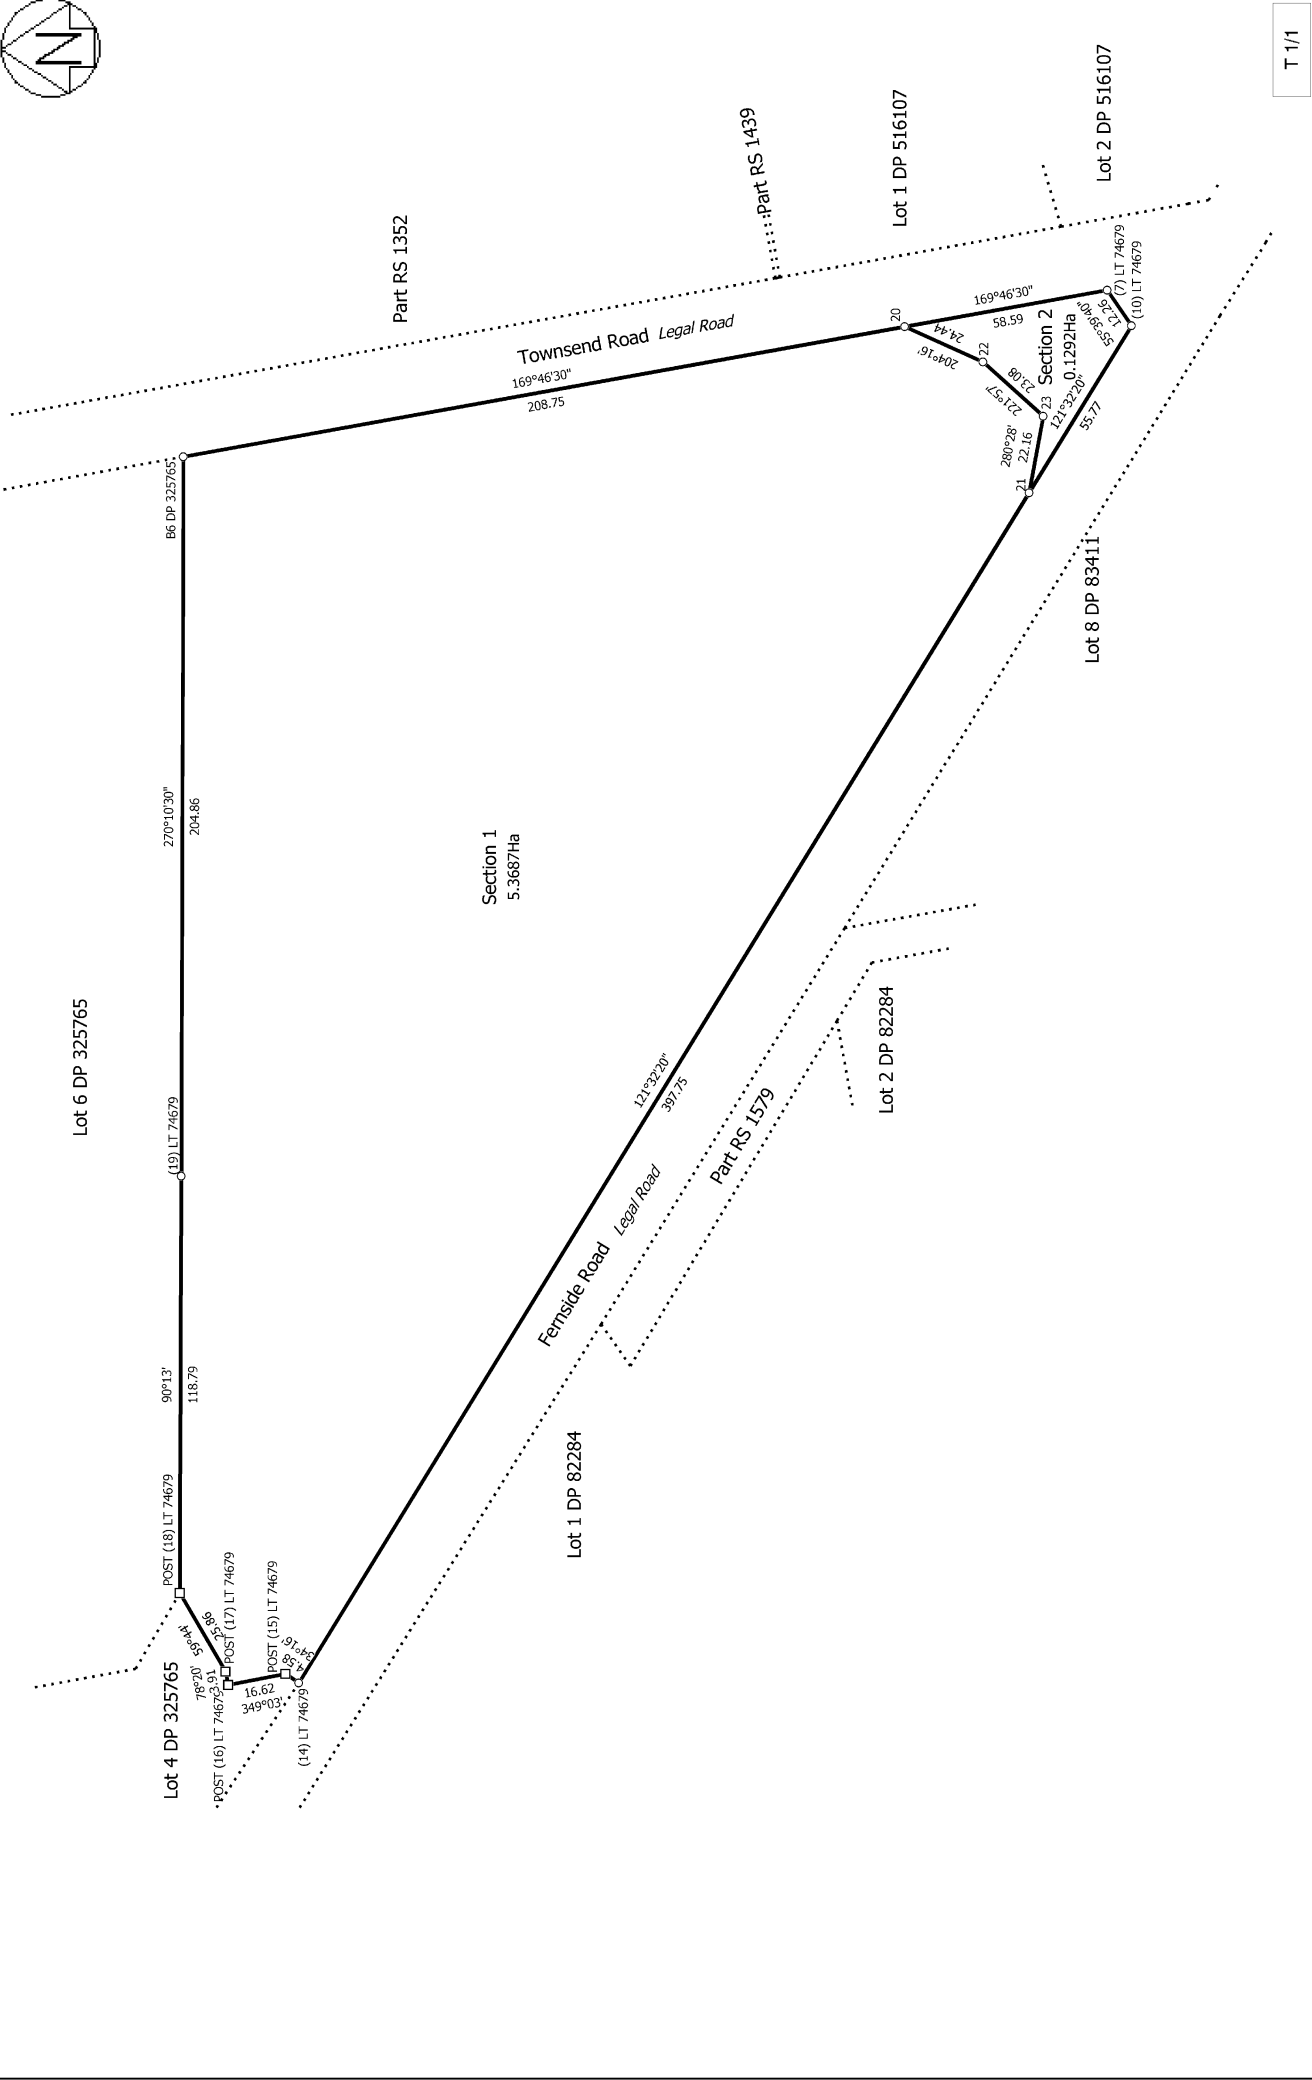 N
T 1/1
Lot 6 DP 325765
Lot 4 DP 325765
POST (18) LT 74679
90°13'
118.79
(19) LT 74679
270°10'30"
204.86
B6 DP 325765
Part RS 1352
Part RS 1439
Lot 1 DP 516107
Lot 2 DP 516107
Townsend Road Legal Road
169°46'30"
208.75
59°44'
25.86
POST (17) LT 74679
78°20'
3.91
POST (16) LT 74679
16.62
349°03'
POST (15) LT 74679
34°16'
4.58
(14) LT 74679
Section 1
5.3687Ha
20
169°46'30"
58.59
24.44
204°16'
22
23.08
221°57'
23
280°28'
22.16
21
Section 2
0.1292Ha
(7) LT 74679
12.26
55°39'40"
(10) LT 74679
121°32'20"
55.77
121°32'20"
397.75
Fernside Road Legal Road
Part RS 1579
Lot 1 DP 82284
Lot 2 DP 82284
Lot 8 DP 83411